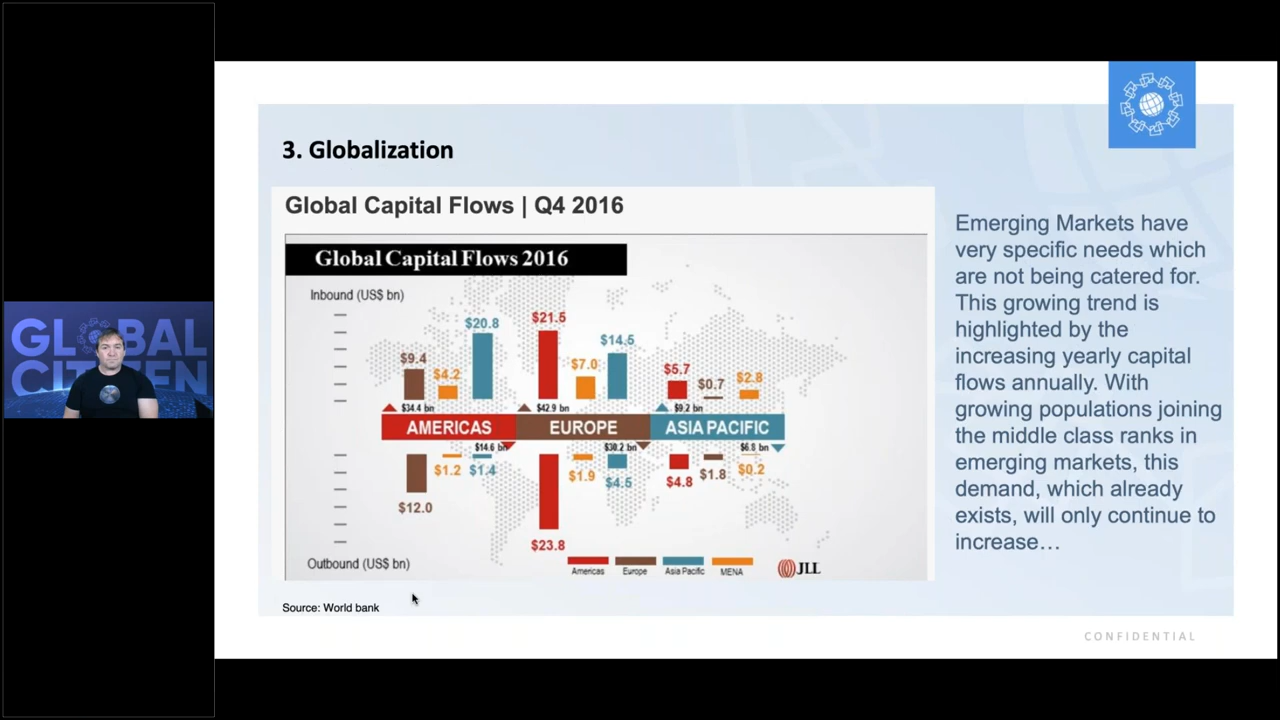 GLOBAL
CITIZEN
3. Globalization
Global Capital Flows | Q4 2016
Global Capital Flows 2016
Inbound (US$ bn)
$9.4
$4.2
$20.8
$21.5
$7.0
$14.5
$5.7
$0.7
$2.8
$34.4 bn
$42.9 bn
$9.2 bn
AMERICAS
EUROPE
ASIA PACIFIC
$14.6 bn
$30.2 bn
$6.8 bn
$12.0
$1.2
$1.4
$23.8
$1.9
$4.5
$4.8
$1.8
$0.2
Outbound (US$ bn)
Americas
Europe
Asia Pacific
MENA
JLL
Source: World bank
Emerging Markets have
very specific needs which
are not being catered for.
This growing trend is
highlighted by the
increasing yearly capital
flows annually. With
growing populations joining
the middle class ranks in
emerging markets, this
demand, which already
exists, will only continue to
increase…
CONFIDENTIAL